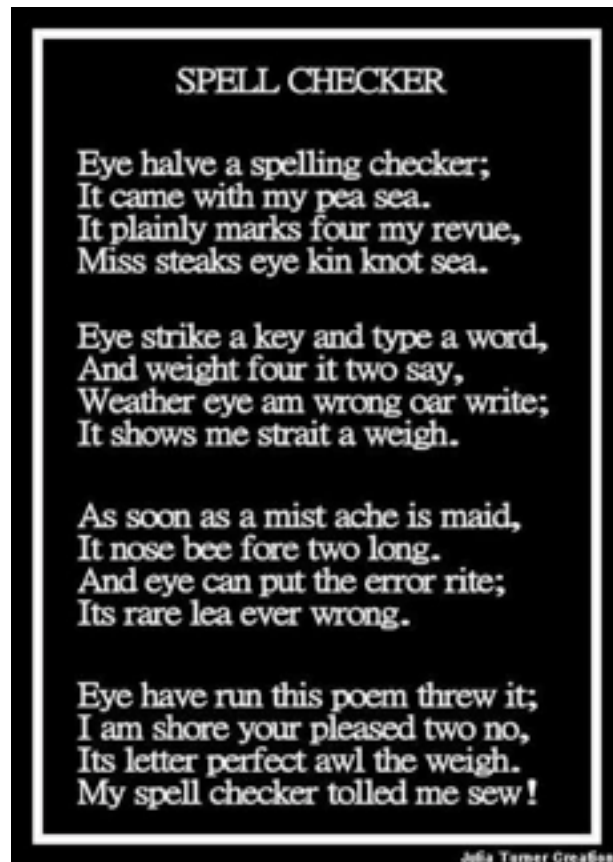 SPELL CHECKER
Eye halve a spelling checker;
It came with my pea sea.
It plainly marks four my revue,
Miss steaks eye kin knot sea.
Eye strike a key and type a word,
And weight four it two say,
Weather eye am wrong oar write;
It shows me strait a weigh.
As soon as a mist ache is maid,
It nose bee fore two long.
And eye can put the error rite;
Its rare lea ever wrong.
Eye have run this poem threw it;
I am shore your pleased two no,
Its letter perfect awl the weigh.
My spell checker tolled me sew!
Julia Turner Creation